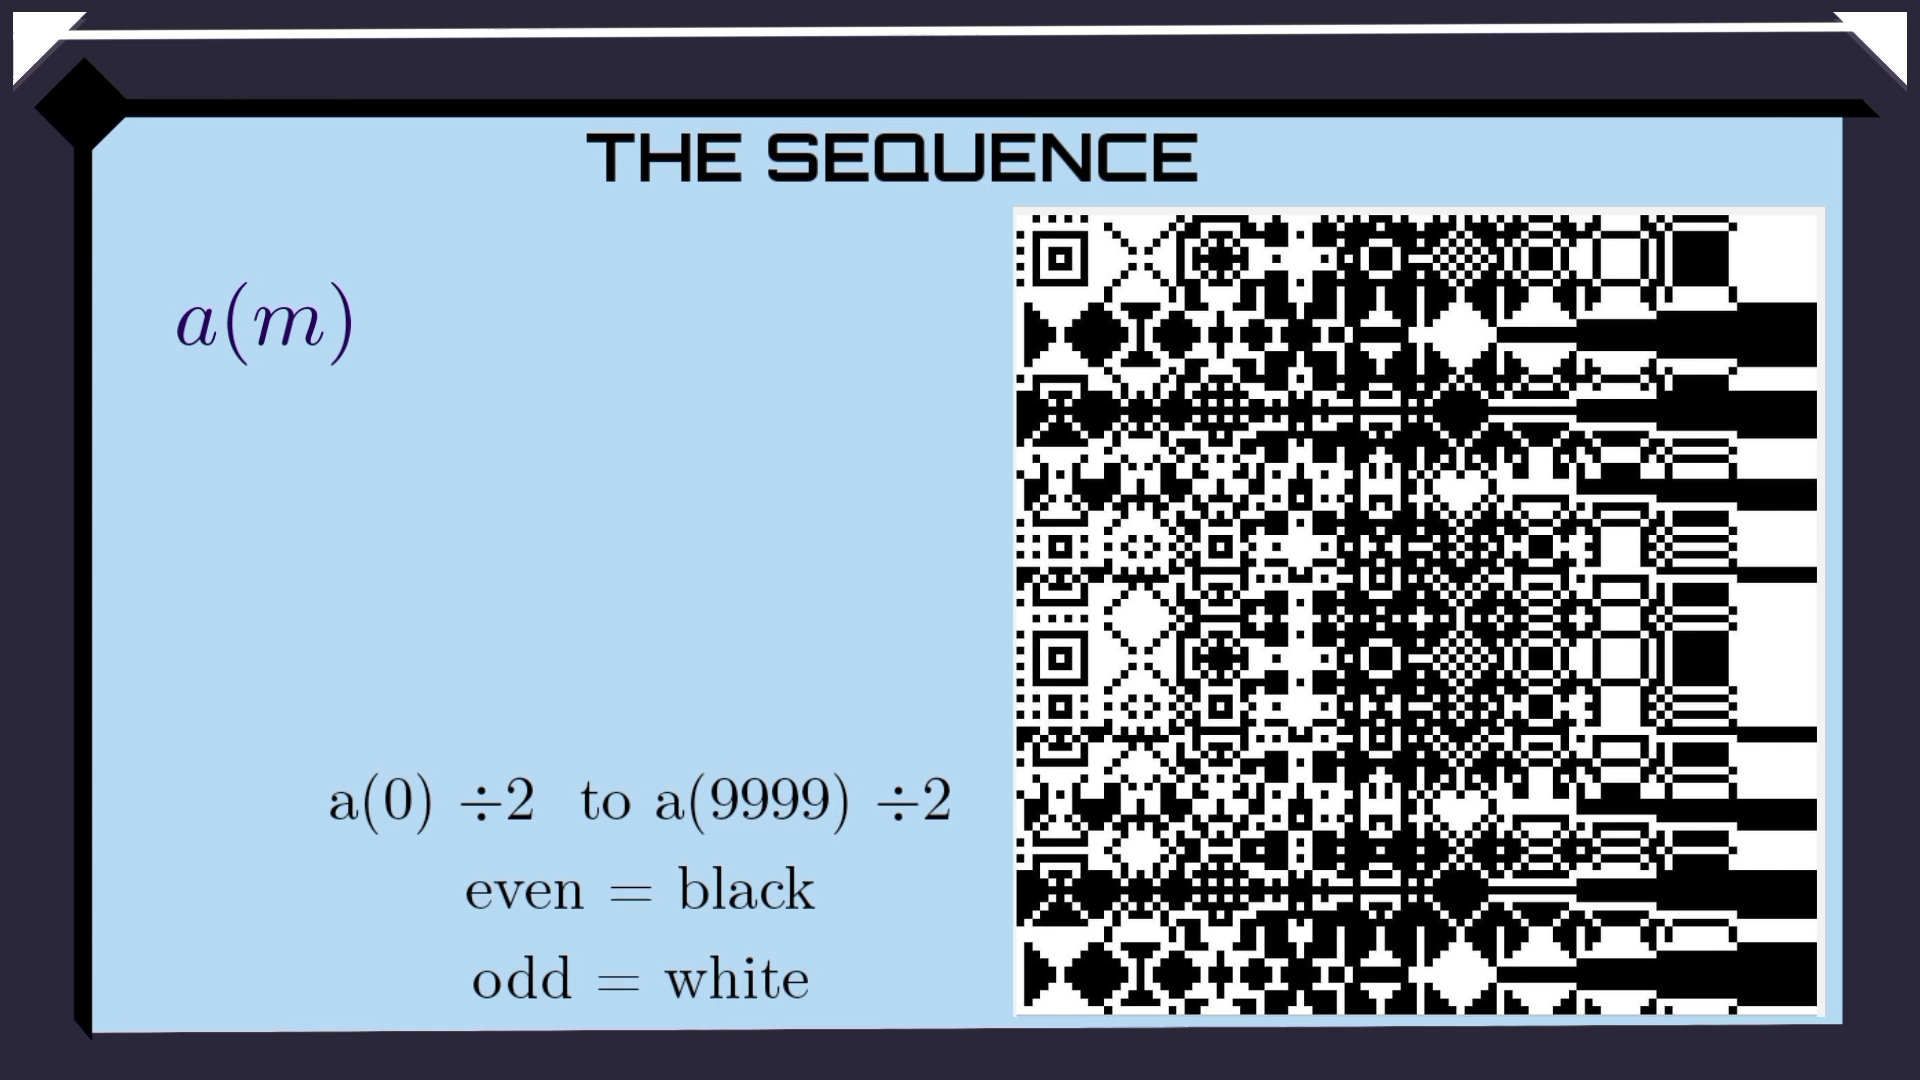 THE SEQUENCE
a(m)
a(0) ÷2 to a(9999) ÷2
even = black
odd = white